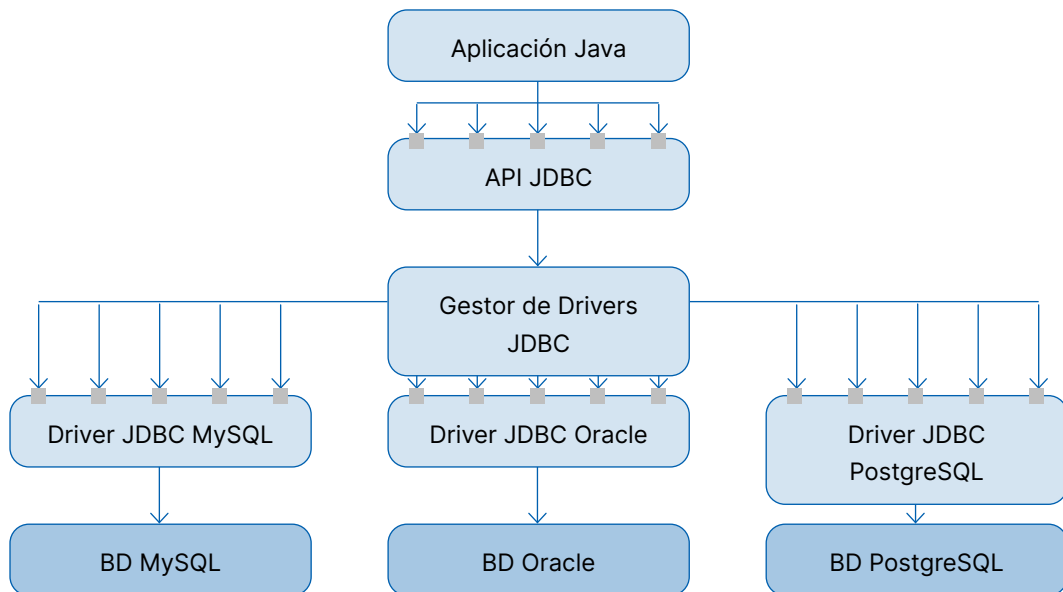 Aplicación Java
API JDBC
Gestor de Drivers
JDBC
Driver JDBC MySQL
Driver JDBC Oracle
Driver JDBC
PostgreSQL
BD MySQL
BD Oracle
BD PostgreSQL